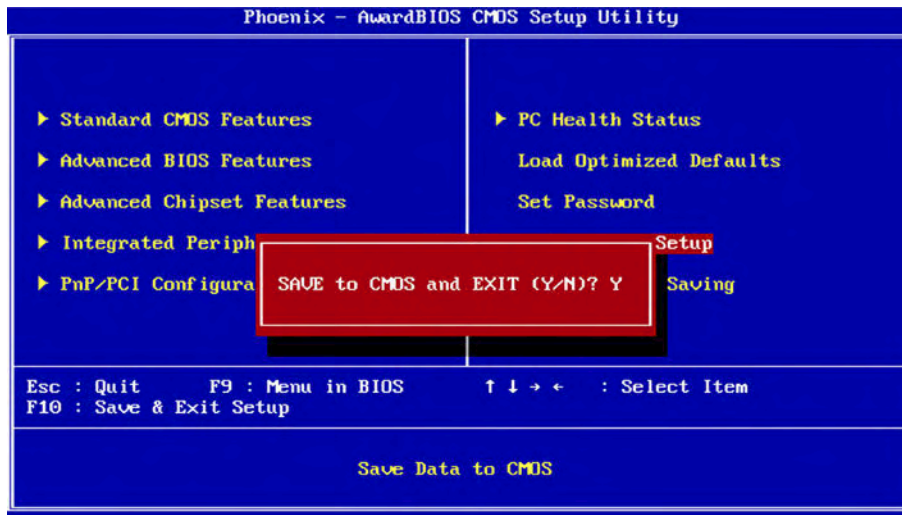 Phoenix - AwardBIOS CMOS Setup Utility
Standard CMOS Features
Advanced BIOS Features
Advanced Chipset Features
Integrated Periph
PnP/PCI Configura
PC Health Status
Load Optimized Defaults
Set Password
Setup
Saving
SAVE to CMOS and EXIT (Y/N)? Y
Esc : Quit F9 : Menu in BIOS ↑ ↓ → ← : Select Item
F10 : Save & Exit Setup
Save Data to CMOS